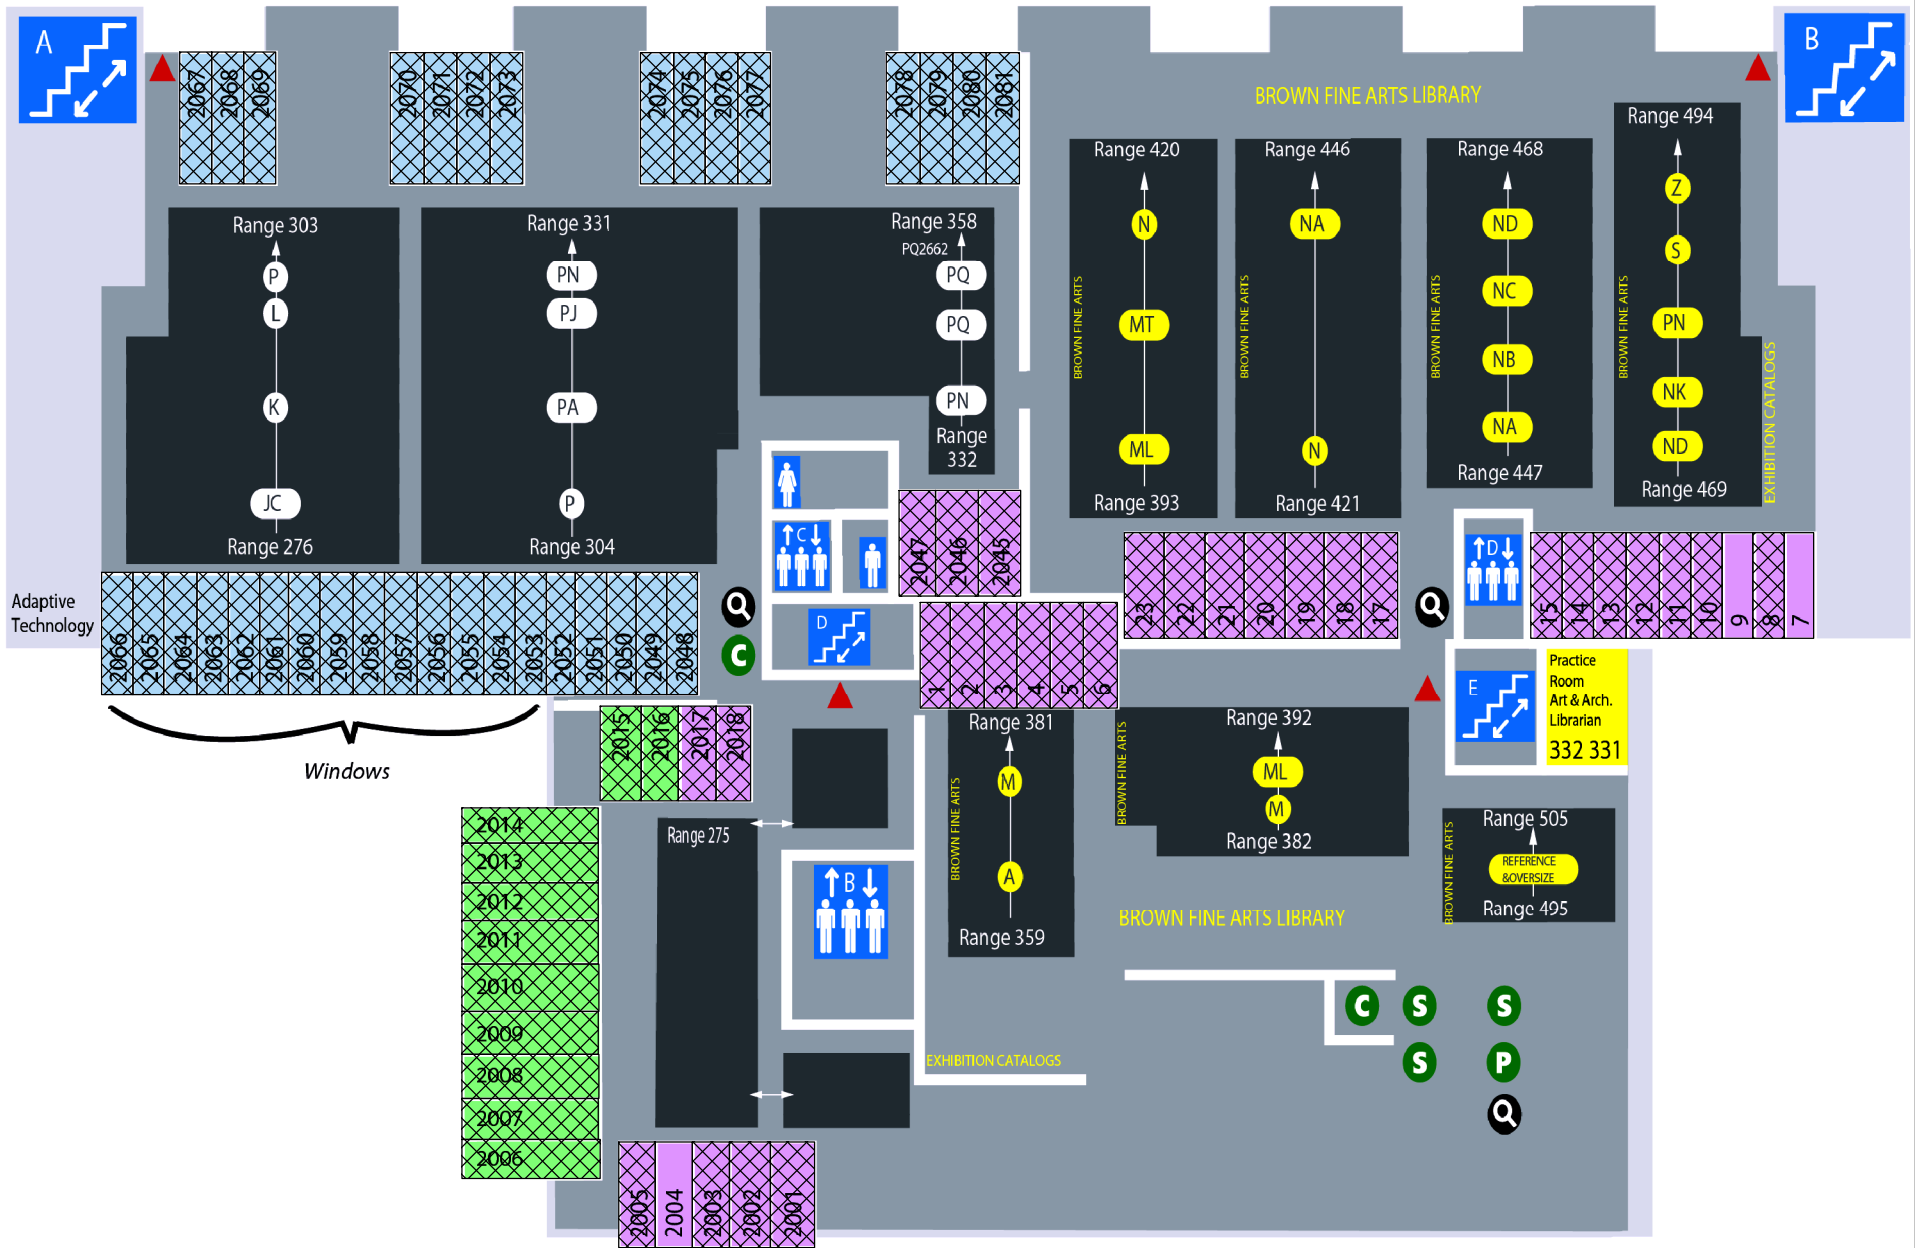 A
B
2067
2068
2069
2070
2071
2072
2073
2074
2075
2076
2077
2078
2079
2080
2081
BROWN FINE ARTS LIBRARY
Range 303
P
L
K
JC
Range 276
Range 331
PN
PJ
PA
P
Range 304
Range 358
PQ2662
PQ
PQ
PN
Range
332
Range 420
N
MT
ML
Range 393
BROWN FINE ARTS
Range 446
NA
N
Range 421
BROWN FINE ARTS
Range 468
ND
NC
NB
NA
Range 447
BROWN FINE ARTS
Range 494
Z
S
PN
NK
ND
Range 469
BROWN FINE ARTS
EXHIBITION CATALOGS
C
D
2047
2046
2045
23
22
21
20
19
18
17
D
15
14
13
12
11
10
9
8
7
Adaptive
Technology
2066
2065
2064
2063
2062
2061
2060
2059
2058
2057
2056
2055
2054
2053
2052
2051
2050
2049
2048
C
1
2
3
4
5
6
E
Practice
Room
Art & Arch.
Librarian
332 331
Windows
2015
2016
2017
2018
2014
2013
2012
2011
2010
2009
2008
2007
2006
Range 275
B
Range 381
M
A
Range 359
BROWN FINE ARTS
Range 392
ML
M
Range 382
BROWN FINE ARTS
Range 505
REFERENCE
&OVERSIZE
Range 495
BROWN FINE ARTS
BROWN FINE ARTS LIBRARY
EXHIBITION CATALOGS
C
S
S
S
P
2005
2004
2003
2002
2001